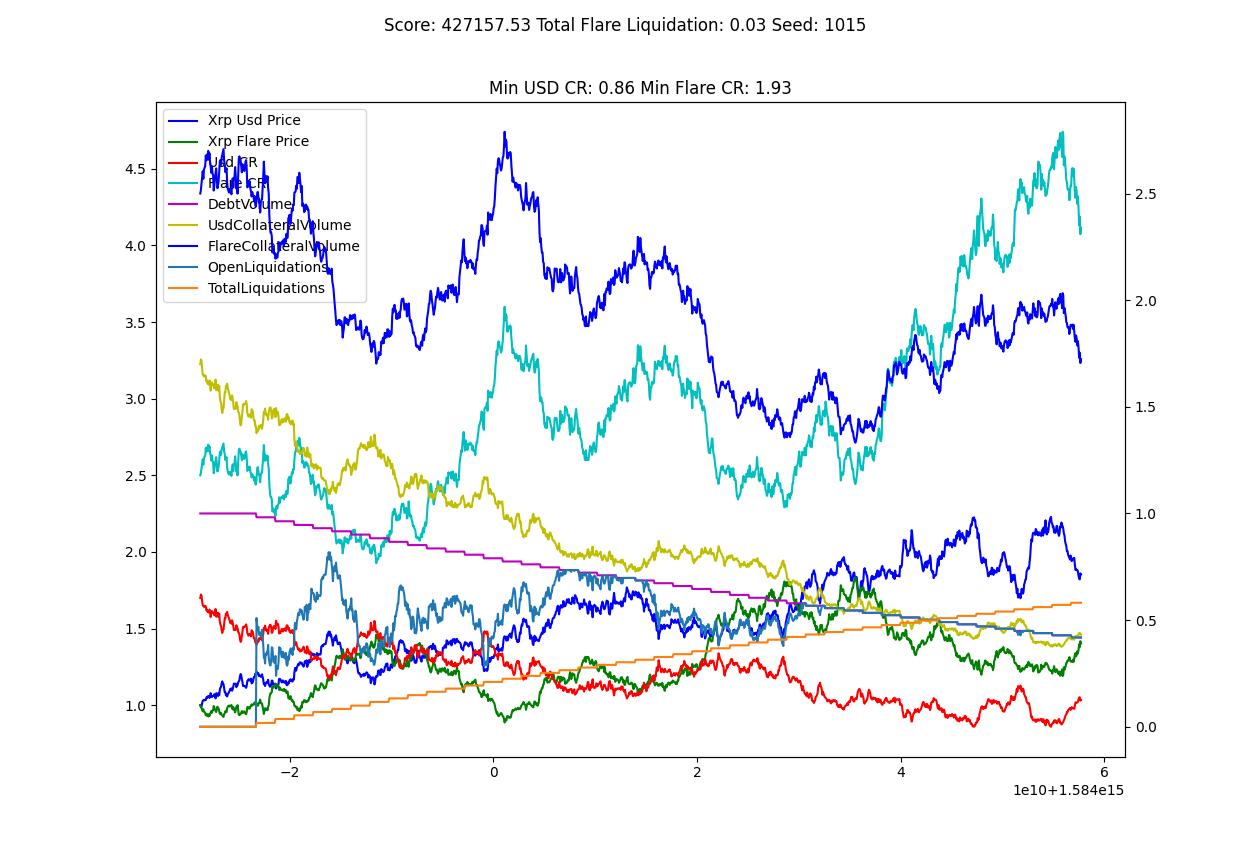 Score: 427157.53 Total Flare Liquidation: 0.03 Seed: 1015
Min USD CR: 0.86 Min Flare CR: 1.93
Xrp Usd Price
Xrp Flare Price
Usd CR
Flare CR
DebtVolume
UsdCollateralVolume
FlareCollateralVolume
OpenLiquidations
TotalLiquidations
4.5
4.0
3.5
3.0
2.5
2.0
1.5
1.0
2.5
2.0
1.5
1.0
0.5
0.0
−2 0 2 4 6
1e10+1.584e15